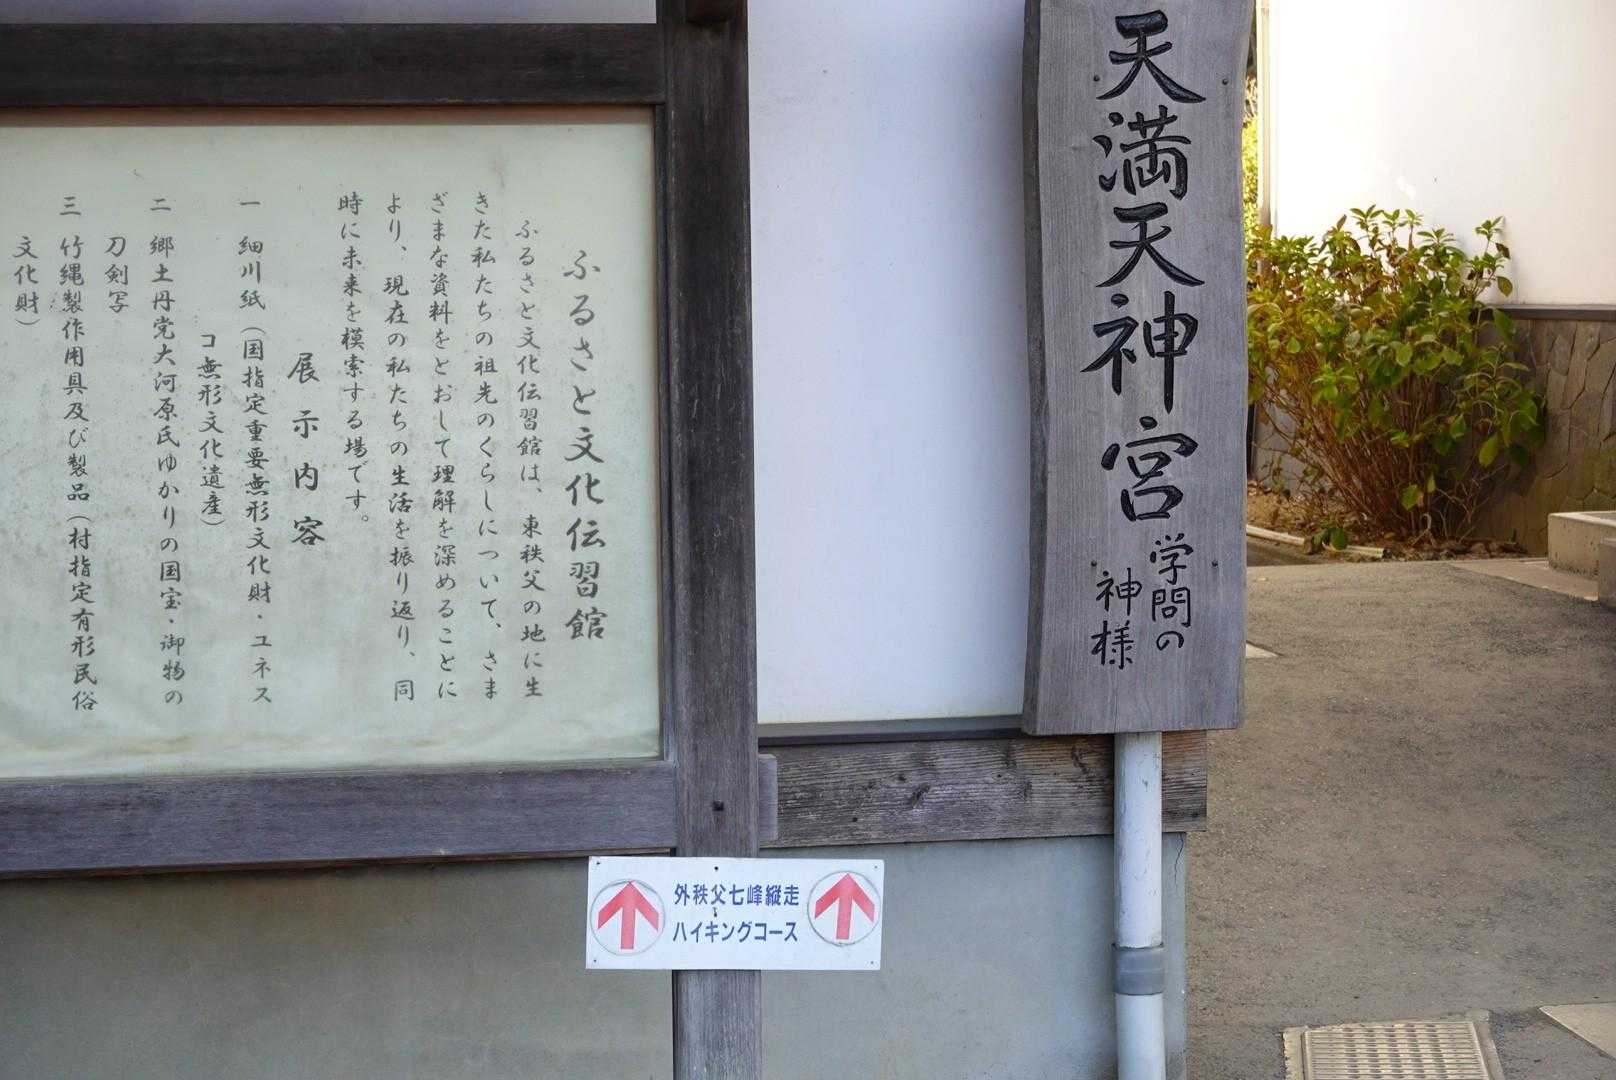 ふるさと文化伝習館
ふるさと文化伝習館は、東秩父の地に生
きた私たちの祖先のくらしについて、さま
ざまな資料をとおして理解を深めることに
より、現在の私たちの生活を振り返り、同
時に未来を模索する場です。
展示内容
一 細川紙（国指定重要無形文化財・ユネス
コ無形文化遺産）
二 郷土丹党大河原氏ゆかりの国宝・御物の
刀剣写
三 竹縄製作用具及び製品（村指定有形民俗
文化財）
天満天神宮
学問の
神様
外秩父七峰縦走
ハイキングコース